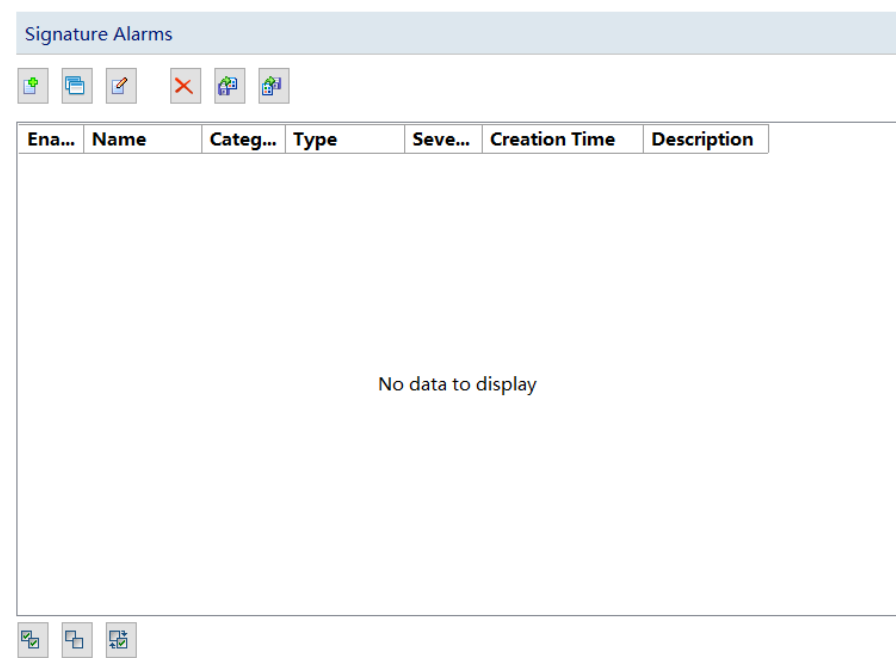 Signature Alarms
Ena... Name Categ... Type Seve... Creation Time Description
No data to display